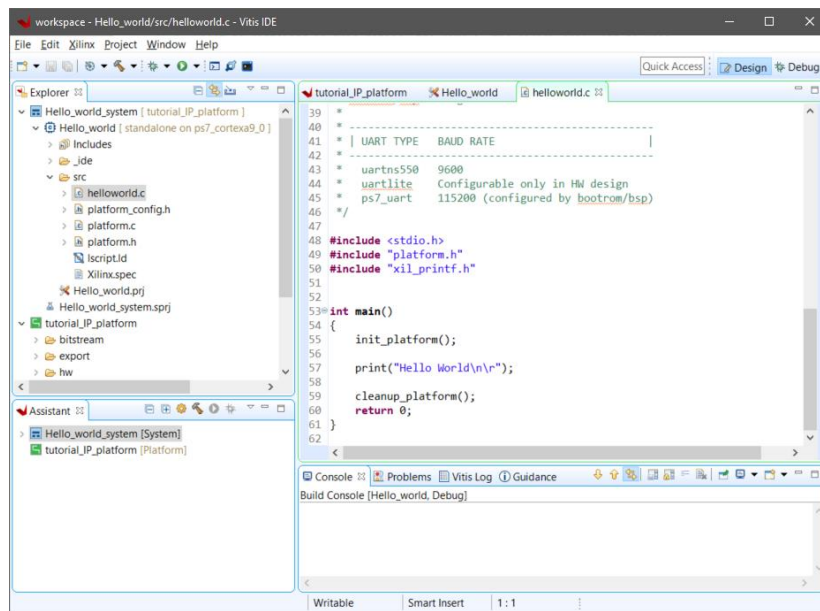 workspace - Hello_world/src/helloworld.c - Vitis IDE
File Edit Xilinx Project Window Help
Quick Access
Design
Debug
Explorer
Hello_world_system [ tutorial_IP_platform ]
Hello_world [ standalone on ps7_cortexa9_0 ]
Includes
_ide
src
helloworld.c
platform_config.h
platform.c
platform.h
lscript.ld
Xilinx.spec
Hello_world.prj
Hello_world_system.sprj
tutorial_IP_platform
bitstream
export
hw
Assistant
Hello_world_system [System]
tutorial_IP_platform [Platform]
tutorial_IP_platform Hello_world helloworld.c
39 *
40 * ------------------------------------------------
41 * | UART TYPE   BAUD RATE                        |
42 * ------------------------------------------------
43 *   uartns550   9600
44 *   uartlite    Configurable only in HW design
45 *   ps7_uart    115200 (configured by bootrom/bsp)
46 */
47
48 #include <stdio.h>
49 #include "platform.h"
50 #include "xil_printf.h"
51
52
53 int main()
54 {
55     init_platform();
56
57     print("Hello World\n\r");
58
59     cleanup_platform();
60     return 0;
61 }
62
Console Problems Vitis Log Guidance
Build Console [Hello_world, Debug]
Writable Smart Insert 1 : 1